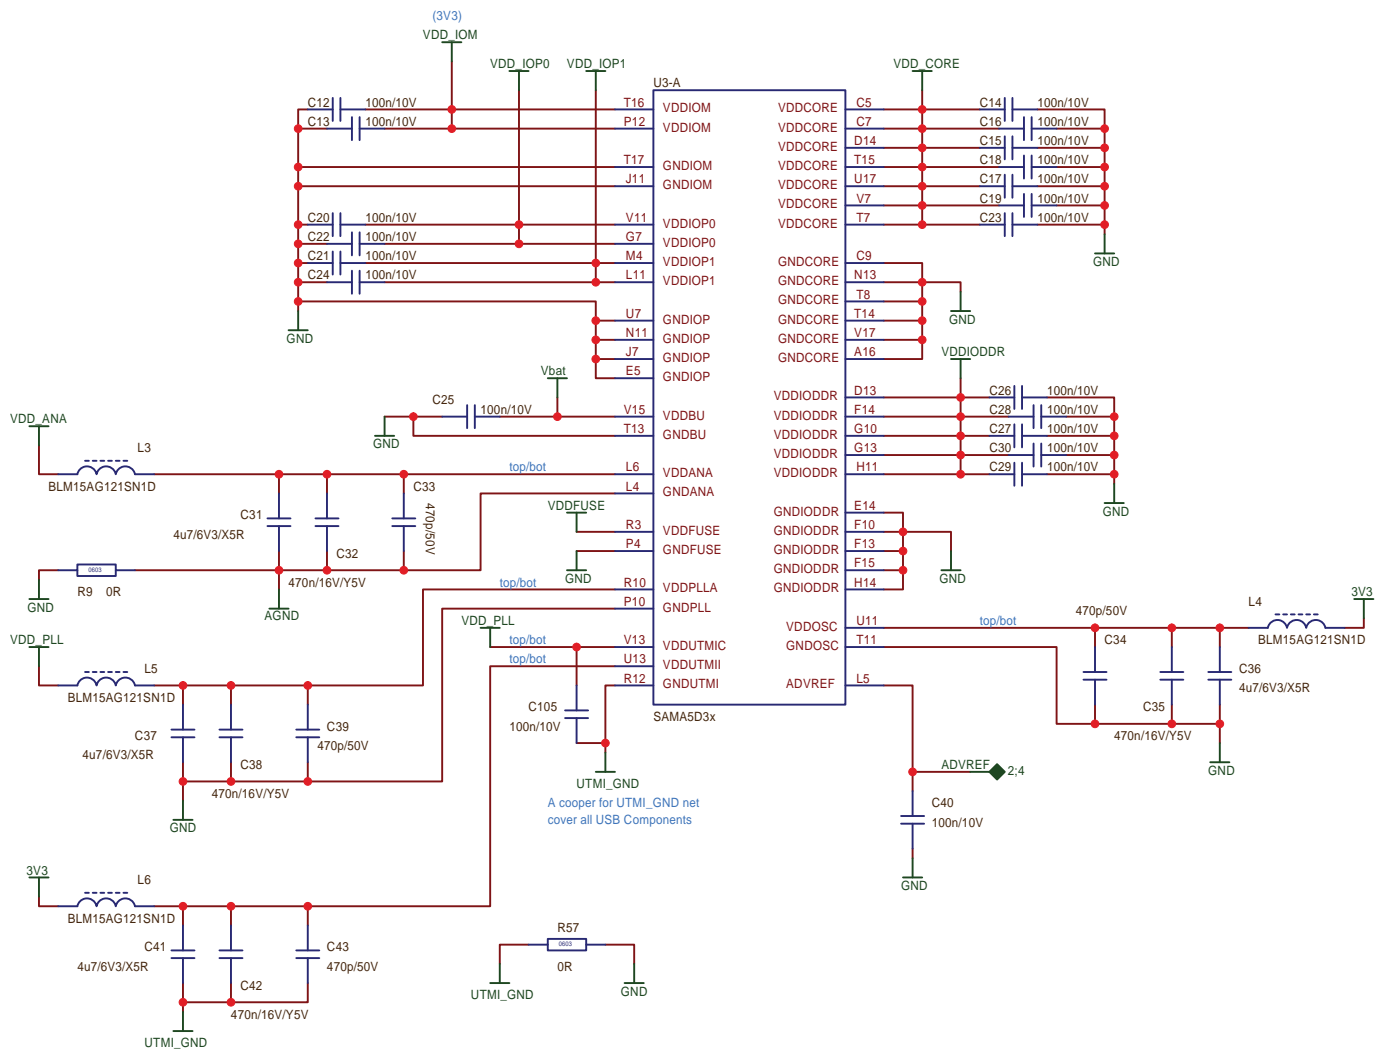 (3V3)
VDD_IOM
VDD_IOP0 VDD_IOP1 VDD_CORE
U3-A
C12 100n/10V T16 VDDIOM VDDCORE C5 C14 100n/10V
C13 100n/10V P12 VDDIOM VDDCORE C7 C16 100n/10V
VDDCORE D14 C15 100n/10V
T17 GNDIOM VDDCORE T15 C18 100n/10V
J11 GNDIOM VDDCORE U17 C17 100n/10V
VDDCORE V7 C19 100n/10V
C20 100n/10V V11 VDDIOP0 VDDCORE T7 C23 100n/10V
C22 100n/10V G7 VDDIOP0
C21 100n/10V M4 VDDIOP1 GNDCORE C9 GND
C24 100n/10V L11 VDDIOP1 GNDCORE N13
GNDCORE T8
U7 GNDIOP GNDCORE T14 GND
GND N11 GNDIOP GNDCORE V17
J7 GNDIOP GNDCORE A16 VDDIODDR
Vbat E5 GNDIOP
C25 100n/10V VDDIODDR D13 C26 100n/10V
VDD_ANA V15 VDDBU VDDIODDR F14 C28 100n/10V
GND T13 GNDBU VDDIODDR G10 C27 100n/10V
L3 VDDIODDR G13 C30 100n/10V
top/bot L6 VDDANA VDDIODDR H11 C29 100n/10V
BLM15AG121SN1D C33 L4 GNDANA
VDDFUSE GNDIODDR E14 GND
C31 470p/50V R3 VDDFUSE GNDIODDR F10
4u7/6V3/X5R C32 P4 GNDFUSE GNDIODDR F13
0603 GNDIODDR F15
R9 0R 470n/16V/Y5V GND top/bot R10 VDDPLLA GNDIODDR H14 GND
GND AGND P10 GNDPLL
VDD_PLL VDD_PLL VDDOSC U11 top/bot 470p/50V L4 3V3
top/bot V13 VDDUTMIC GNDOSC T11 C34 BLM15AG121SN1D
L5 top/bot U13 VDDUTMII
BLM15AG121SN1D R12 GNDUTMI ADVREF L5 C36
C105 C35 4u7/6V3/X5R
C37 C39 100n/10V SAMA5D3x
4u7/6V3/X5R C38 470p/50V 470n/16V/Y5V
470n/16V/Y5V UTMI_GND ADVREF 2;4 GND
GND A cooper for UTMI_GND net C40
cover all USB Components 100n/10V
3V3 L6 GND
BLM15AG121SN1D
C41 C43 R57
4u7/6V3/X5R 470p/50V 0603
C42 0R
470n/16V/Y5V UTMI_GND GND
UTMI_GND